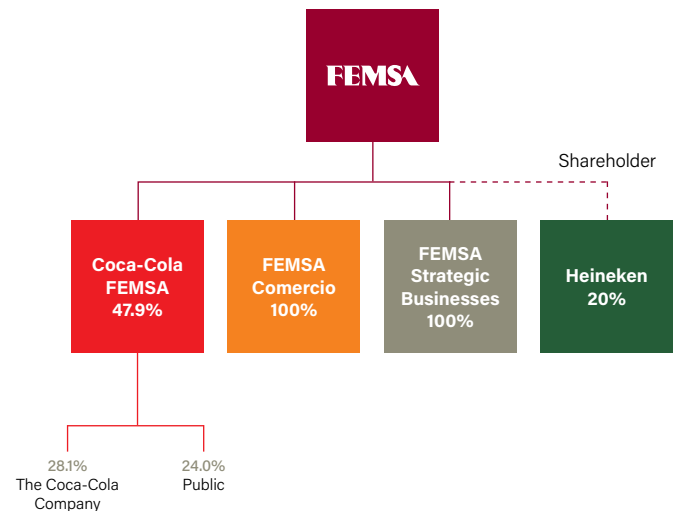 FEMSA
Shareholder
Coca-Cola
FEMSA
47.9%
FEMSA
Comercio
100%
FEMSA
Strategic
Businesses
100%
Heineken
20%
28.1%
The Coca-Cola
Company
24.0%
Public